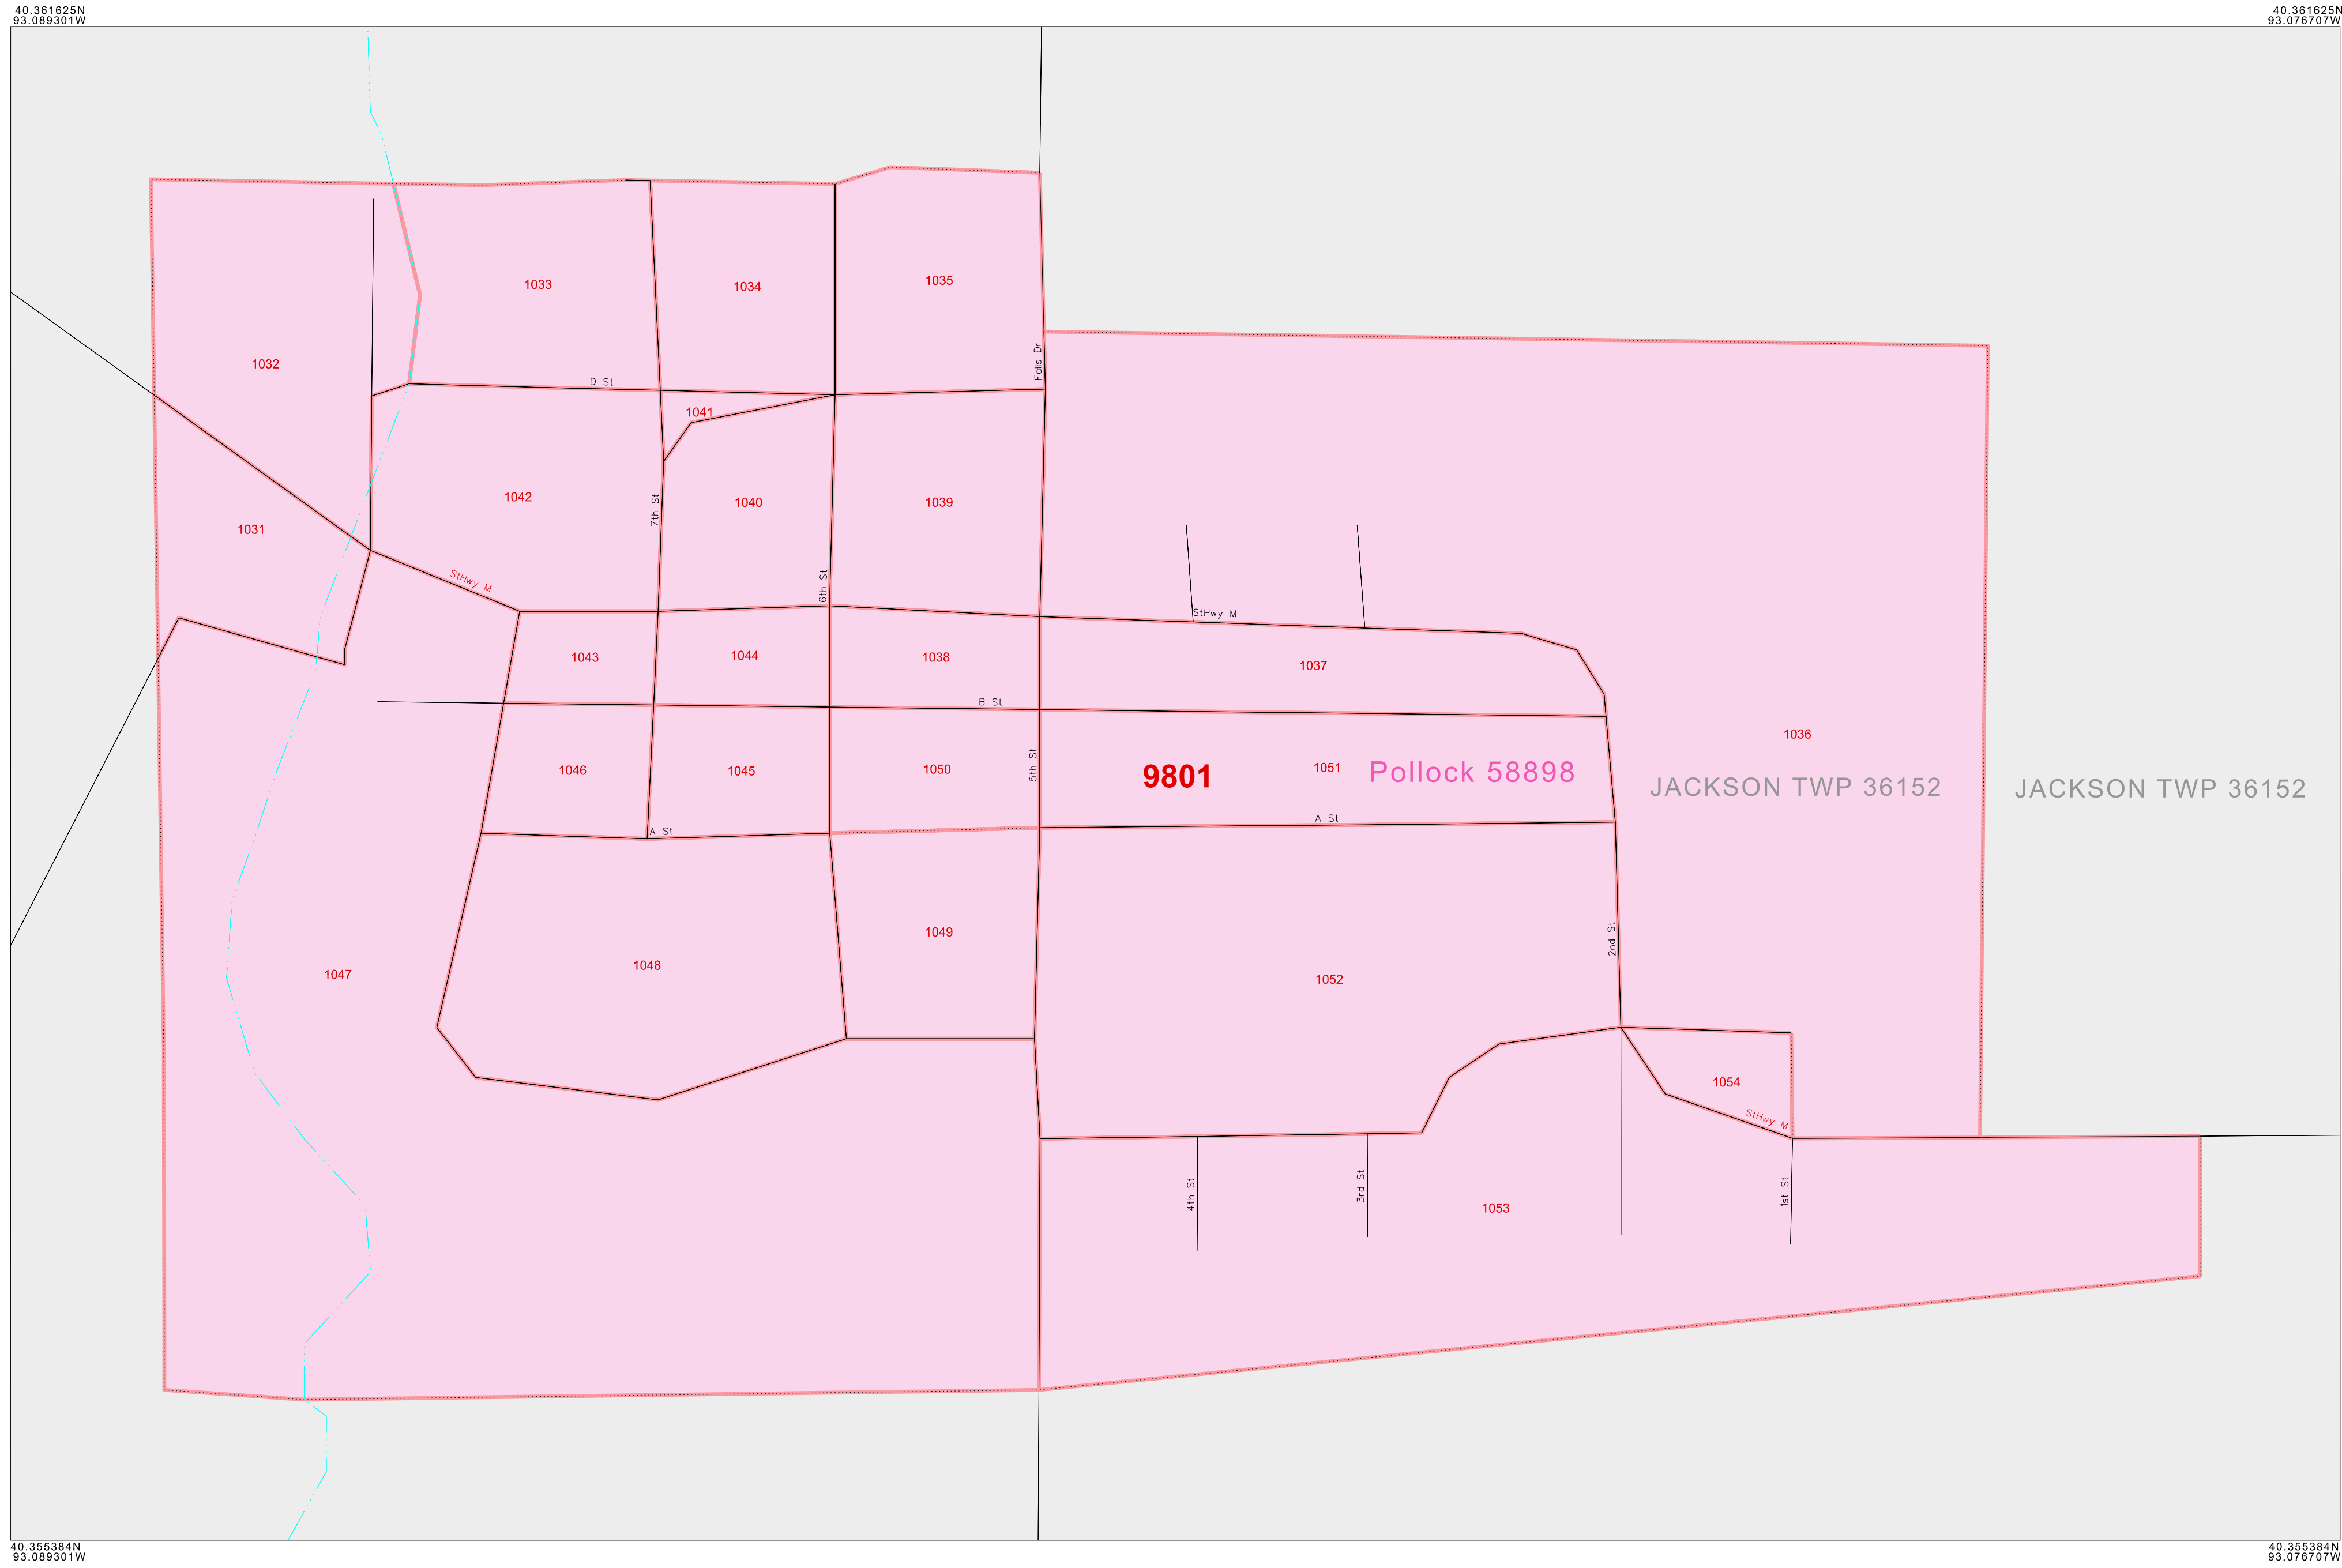 40.361625N
93.089301W
40.361625N
93.076707W
1035
1033
1034
Falls Dr
1032
D St
1041
1042
7th St
1040
1039
1031
StHwy M
6th St
StHwy M
1043
1044
1038
1037
B St
1036
1046
1045
1050
5th St
9801
1051
Pollock 58898
JACKSON TWP 36152
JACKSON TWP 36152
A St
A St
1049
2nd St
1048
1047
1052
1054
StHwy M
4th St
3rd St
1st St
1053
40.355384N
93.089301W
40.355384N
93.076707W